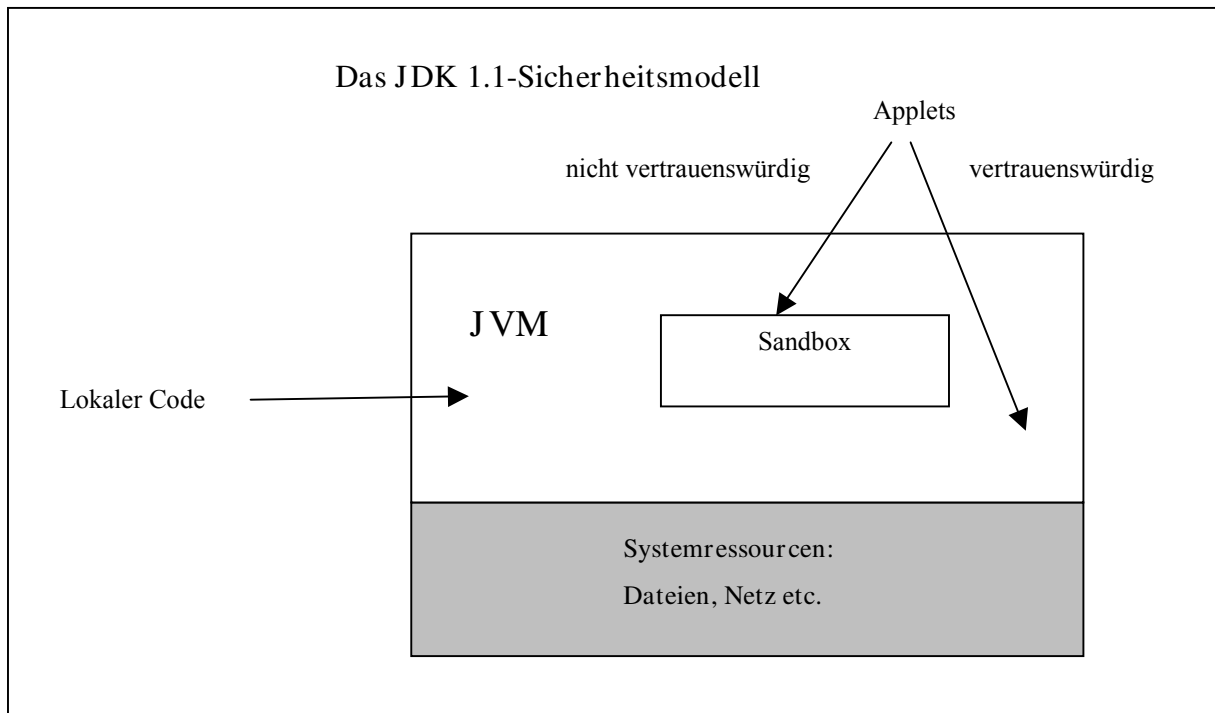 Das JDK 1.1-Sicherheitsmodell
Applets
nicht vertrauenswürdig
vertrauenswürdig
JVM
Sandbox
Lokaler Code
Systemressourcen:
Dateien, Netz etc.